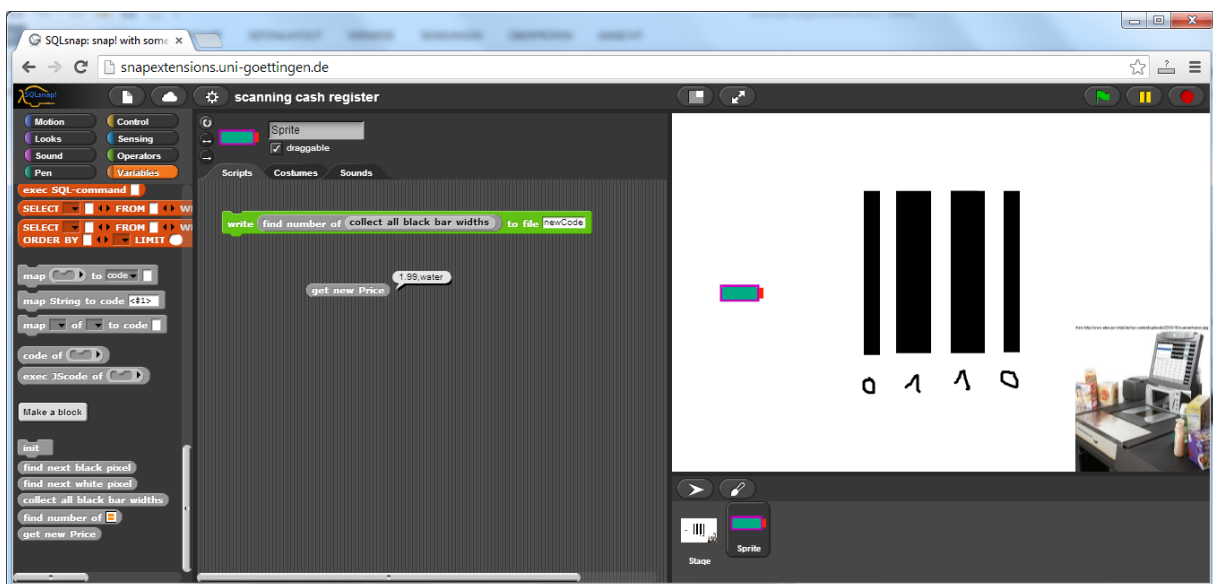 SQLsnap: snap! with some
snapextensions.uni-goettingen.de
SQLsnap!
scanning cash register
Motion Control
Looks Sensing
Sound Operators
Pen Variables
Sprite
draggable
Scripts Costumes Sounds
exec SQL-command
SELECT FROM WI
SELECT FROM WI
ORDER BY LIMIT
map to code
map String to code <#1>
map of to code
code of
exec JScode of
Make a block
init
find next black pixel
find next white pixel
collect all black bar widths
find number of
get new Price
write find number of collect all black bar widths to file newCode
1.99,water
get new Price
0 1 1 0
Stage
Sprite